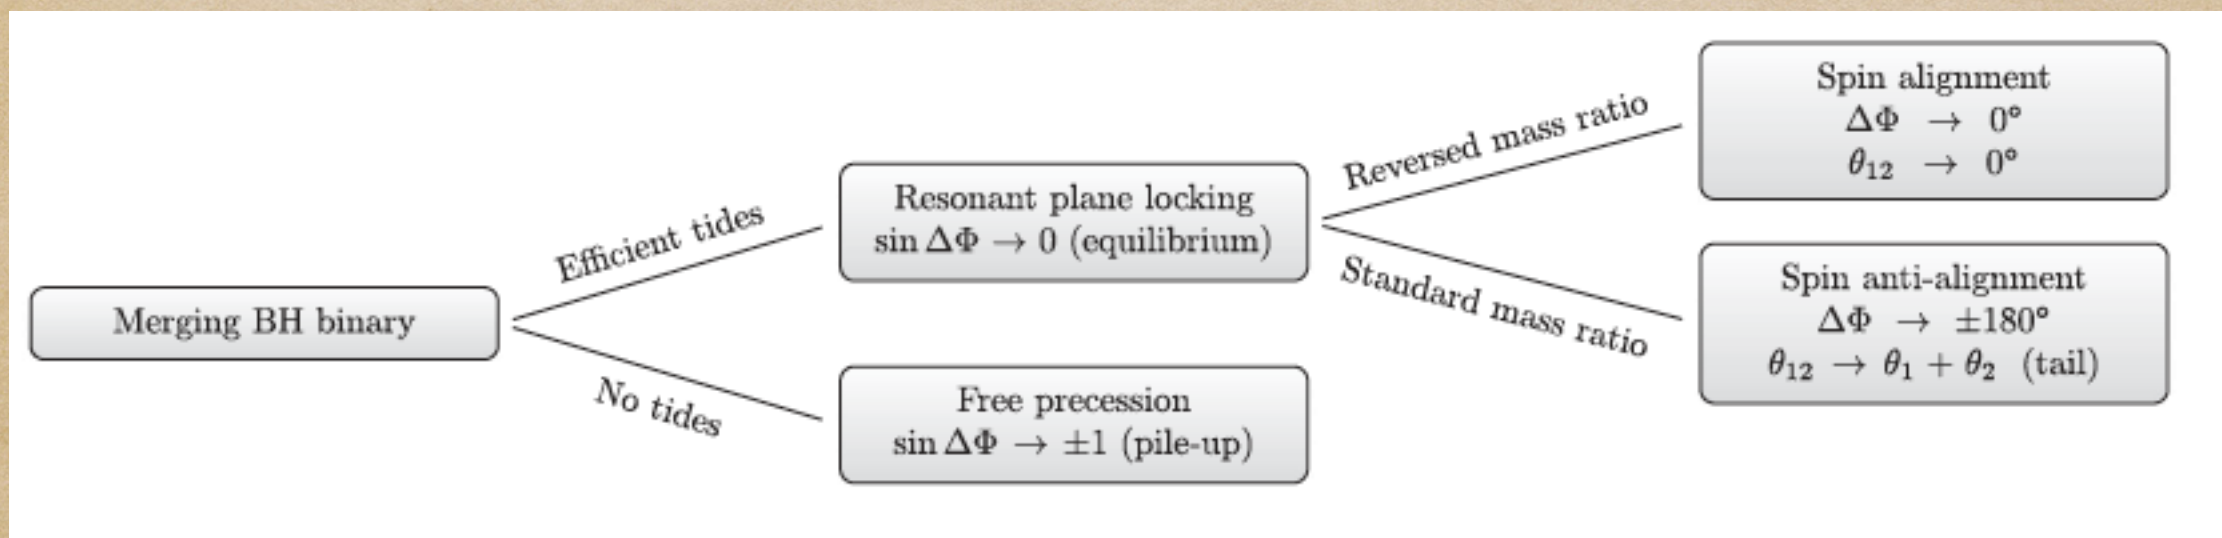 Merging BH binary
Efficient tides
No tides
Resonant plane locking
sin ΔΦ → 0 (equilibrium)
Free precession
sin ΔΦ → ±1 (pile-up)
Reversed mass ratio
Standard mass ratio
Spin alignment
ΔΦ → 0°
θ₁₂ → 0°
Spin anti-alignment
ΔΦ → ±180°
θ₁₂ → θ₁ + θ₂ (tail)